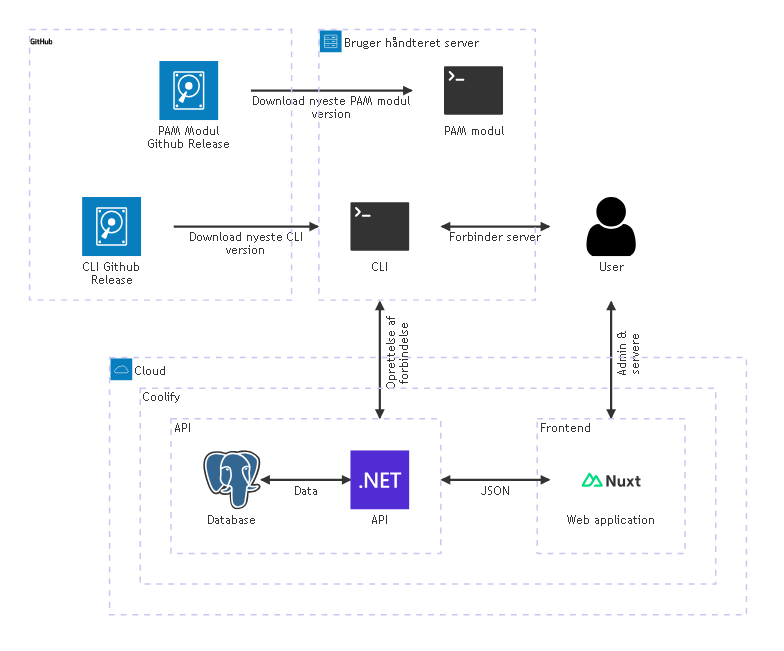 GitHub
Bruger håndteret server
PAM Modul
Github Release
Download nyeste PAM modul
version
>_
PAM modul
CLI Github
Release
Download nyeste CLI
version
>_
CLI
Forbinder server
User
Oprettelse af
forbindelse
Admin &
servere
Cloud
Coolify
API
Database
Data
.NET
API
JSON
Frontend
Nuxt
Web application